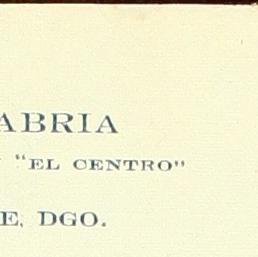 ABRIA
"EL CENTRO"
E, DGO.